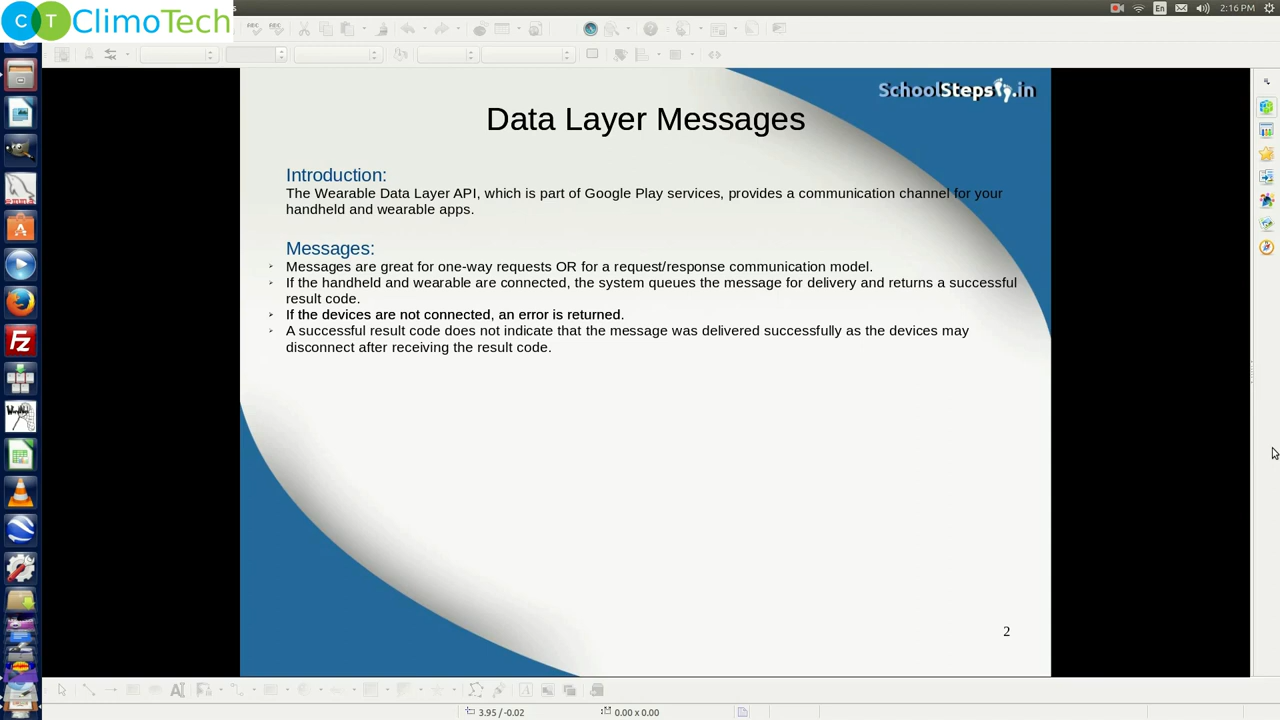 CT ClimoTech
En
2:16 PM
SchoolSteps.in
Data Layer Messages
Introduction:
The Wearable Data Layer API, which is part of Google Play services, provides a communication channel for your
handheld and wearable apps.
Messages:
Messages are great for one-way requests OR for a request/response communication model.
If the handheld and wearable are connected, the system queues the message for delivery and returns a successful
result code.
If the devices are not connected, an error is returned.
A successful result code does not indicate that the message was delivered successfully as the devices may
disconnect after receiving the result code.
2
3.95 / -0.02
0.00 x 0.00